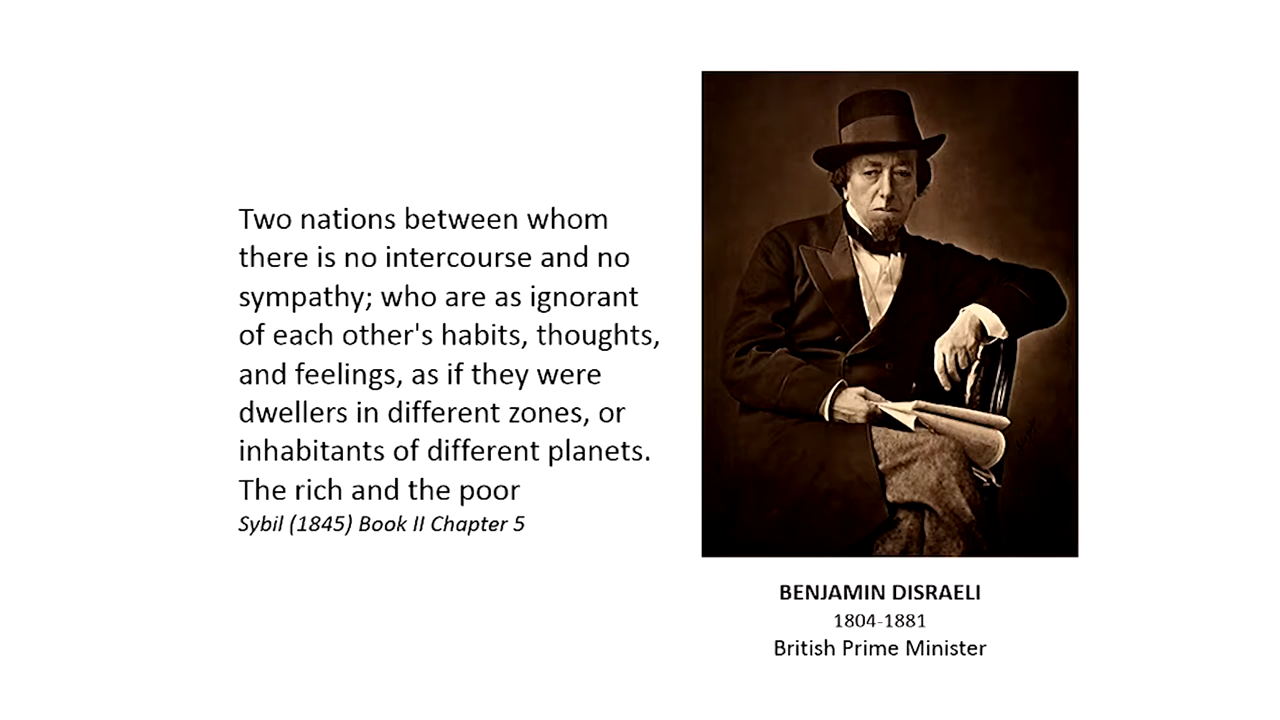 Two nations between whom
there is no intercourse and no
sympathy; who are as ignorant
of each other's habits, thoughts,
and feelings, as if they were
dwellers in different zones, or
inhabitants of different planets.
The rich and the poor
Sybil (1845) Book II Chapter 5
BENJAMIN DISRAELI
1804-1881
British Prime Minister